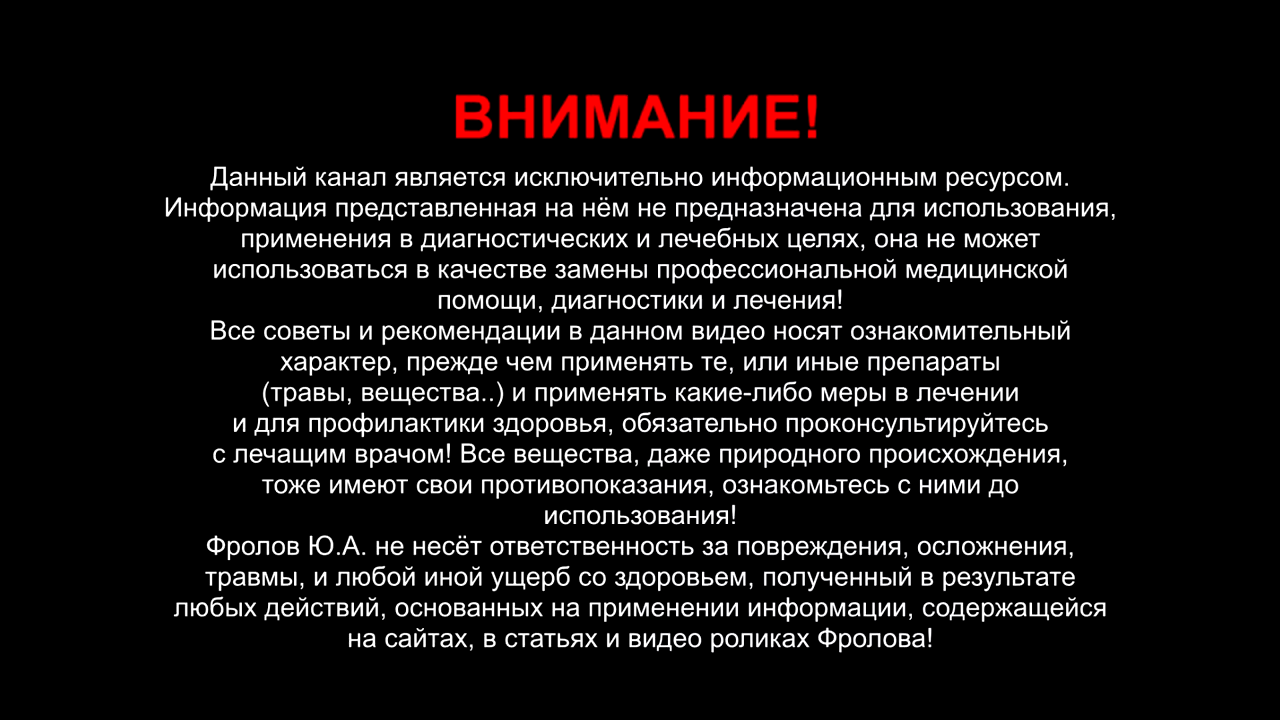 ВНИМАНИЕ!
Данный канал является исключительно информационным ресурсом.
Информация представленная на нём не предназначена для использования,
применения в диагностических и лечебных целях, она не может
использоваться в качестве замены профессиональной медицинской
помощи, диагностики и лечения!
Все советы и рекомендации в данном видео носят ознакомительный
характер, прежде чем применять те, или иные препараты
(травы, вещества..) и применять какие-либо меры в лечении
и для профилактики здоровья, обязательно проконсультируйтесь
с лечащим врачом! Все вещества, даже природного происхождения,
тоже имеют свои противопоказания, ознакомьтесь с ними до
использования!
Фролов Ю.А. не несёт ответственность за повреждения, осложнения,
травмы, и любой иной ущерб со здоровьем, полученный в результате
любых действий, основанных на применении информации, содержащейся
на сайтах, в статьях и видео роликах Фролова!